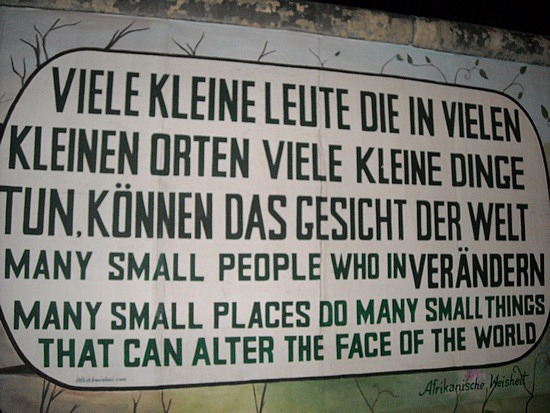 VIELE KLEINE LEUTE DIE IN VIELEN
KLEINEN ORTEN VIELE KLEINE DINGE
TUN, KÖNNEN DAS GESICHT DER WELT
VERÄNDERN
MANY SMALL PEOPLE WHO IN
MANY SMALL PLACES DO MANY SMALL THINGS
THAT CAN ALTER THE FACE OF THE WORLD
Afrikanische Weisheit